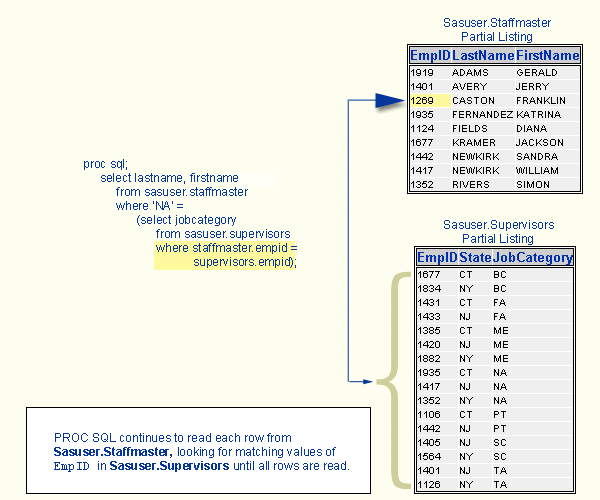 proc sql;
select lastname, firstname
from sasuser.staffmaster
where 'NA' =
(select jobcategory
from sasuser.supervisors
where staffmaster.empid =
supervisors.empid);
Sasuser.Staffmaster
Partial Listing
EmpID LastName FirstName
1919 ADAMS GERALD
1401 AVERY JERRY
1269 CASTON FRANKLIN
1935 FERNANDEZ KATRINA
1124 FIELDS DIANA
1677 KRAMER JACKSON
1442 NEWKIRK SANDRA
1417 NEWKIRK WILLIAM
1352 RIVERS SIMON
Sasuser.Supervisors
Partial Listing
EmpID State JobCategory
1677 CT BC
1834 NY BC
1431 CT FA
1433 NJ FA
1385 CT ME
1420 NJ ME
1882 NY ME
1935 CT NA
1417 NJ NA
1352 NY NA
1106 CT PT
1442 NJ PT
1405 NJ SC
1564 NY SC
1401 NJ TA
1126 NY TA
PROC SQL continues to read each row from
Sasuser.Staffmaster, looking for matching values of
EmpID in Sasuser.Supervisors until all rows are read.